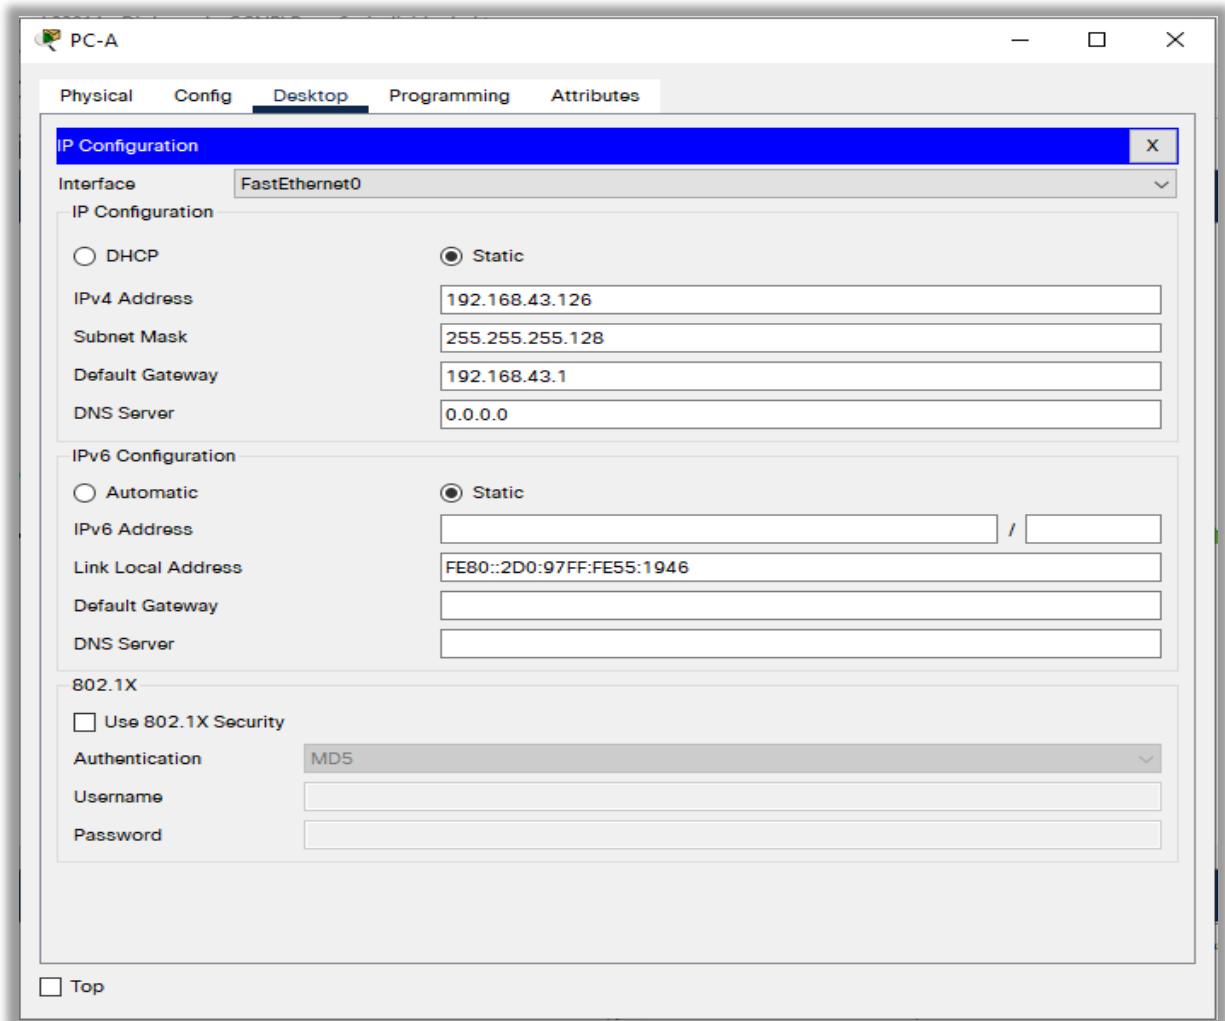 PC-A
Physical Config Desktop Programming Attributes
IP Configuration X
Interface FastEthernet0
IP Configuration
DHCP Static
IPv4 Address 192.168.43.126
Subnet Mask 255.255.255.128
Default Gateway 192.168.43.1
DNS Server 0.0.0.0
IPv6 Configuration
Automatic Static
IPv6 Address /
Link Local Address FE80::2D0:97FF:FE55:1946
Default Gateway
DNS Server
802.1X
Use 802.1X Security
Authentication MD5
Username
Password
Top